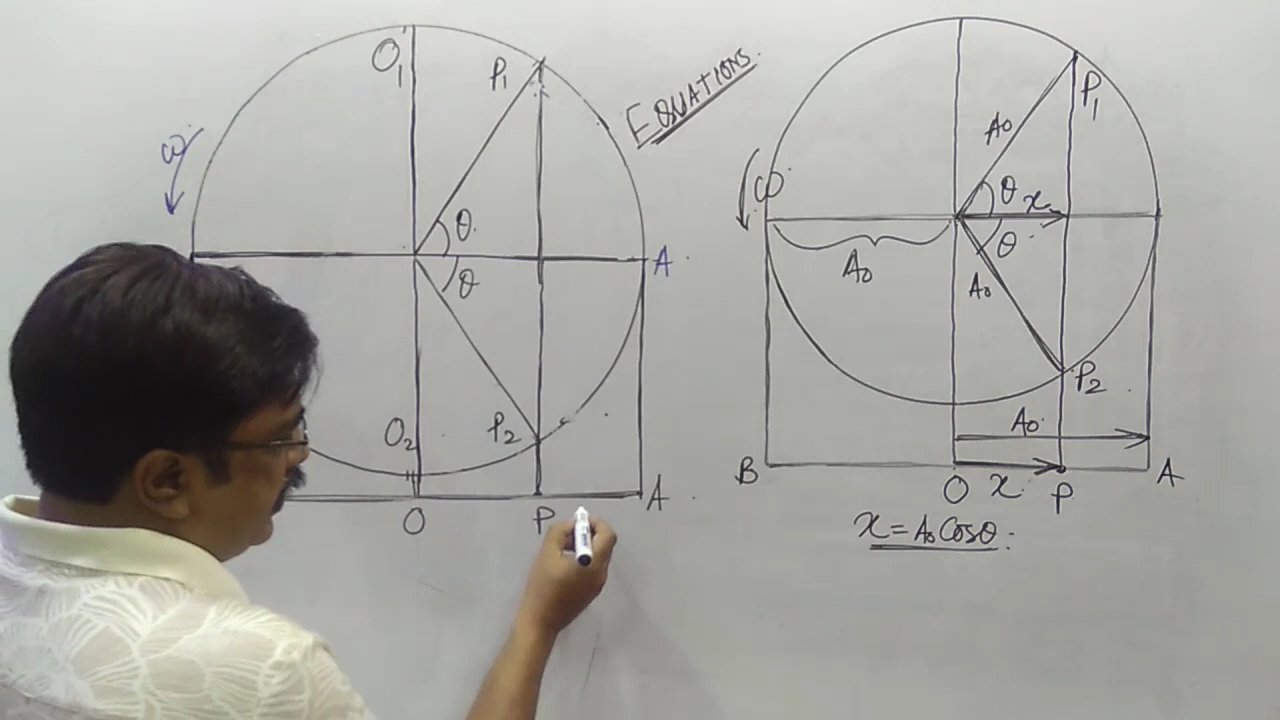 O₁
P₁
ω
θ
θ
A
O₂
P₂
A
O
P
EQUATIONS.
P₁
A₀
ω
θ
x
θ
A₀
A₀
P₂
A₀
B
O
x
P
A
x = A₀ Cosθ